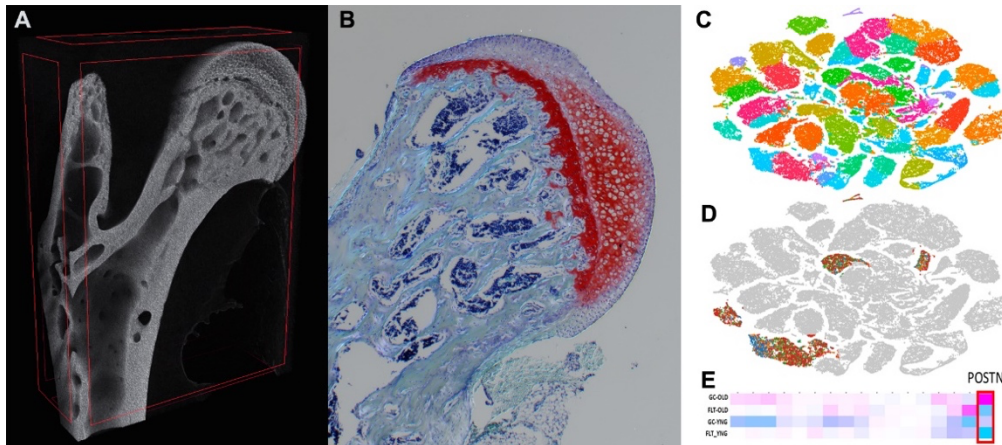 A
B
C
D
E
POSTN
GC-OLD
FLT-OLD
GC-YNG
FLT_YNG